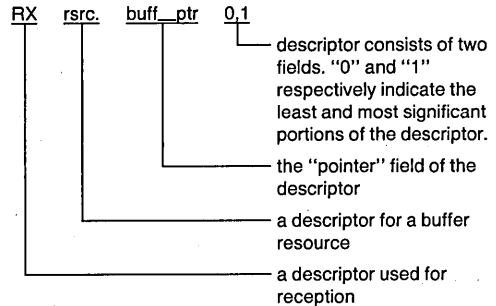 RX rsrc. buff__ptr 0,1
descriptor consists of two
fields. "0" and "1"
respectively indicate the
least and most significant
portions of the descriptor.
the "pointer" field of the
descriptor
a descriptor for a buffer
resource
a descriptor used for
reception